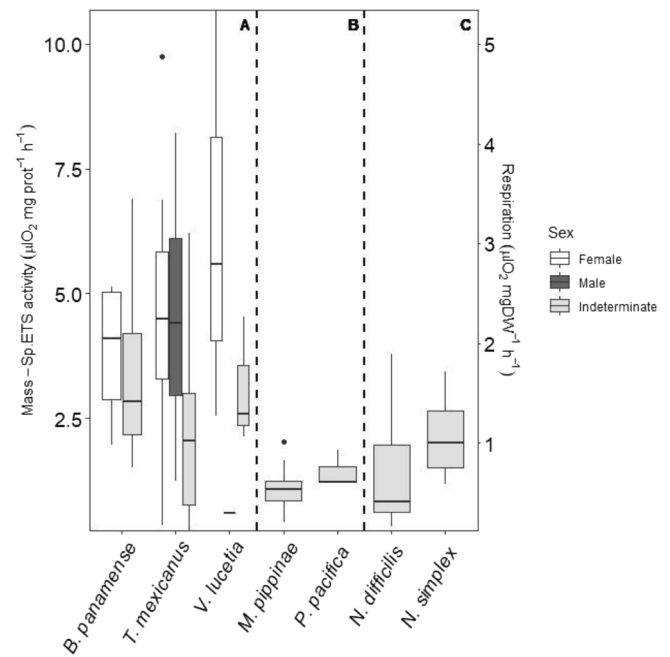 A B C
10.0
7.5
5.0
2.5
Mass – Sp.ETS activity (µlO₂ mg prot⁻¹ h⁻¹)
5
4
3
2
1
Respiration (µlO₂ mgDW⁻¹ h⁻¹)
Sex
Female
Male
Indeterminate
B. panamense
T. mexicanus
V. lucetia
M. pippinae
P. pacifica
N. difficilis
N. simplex